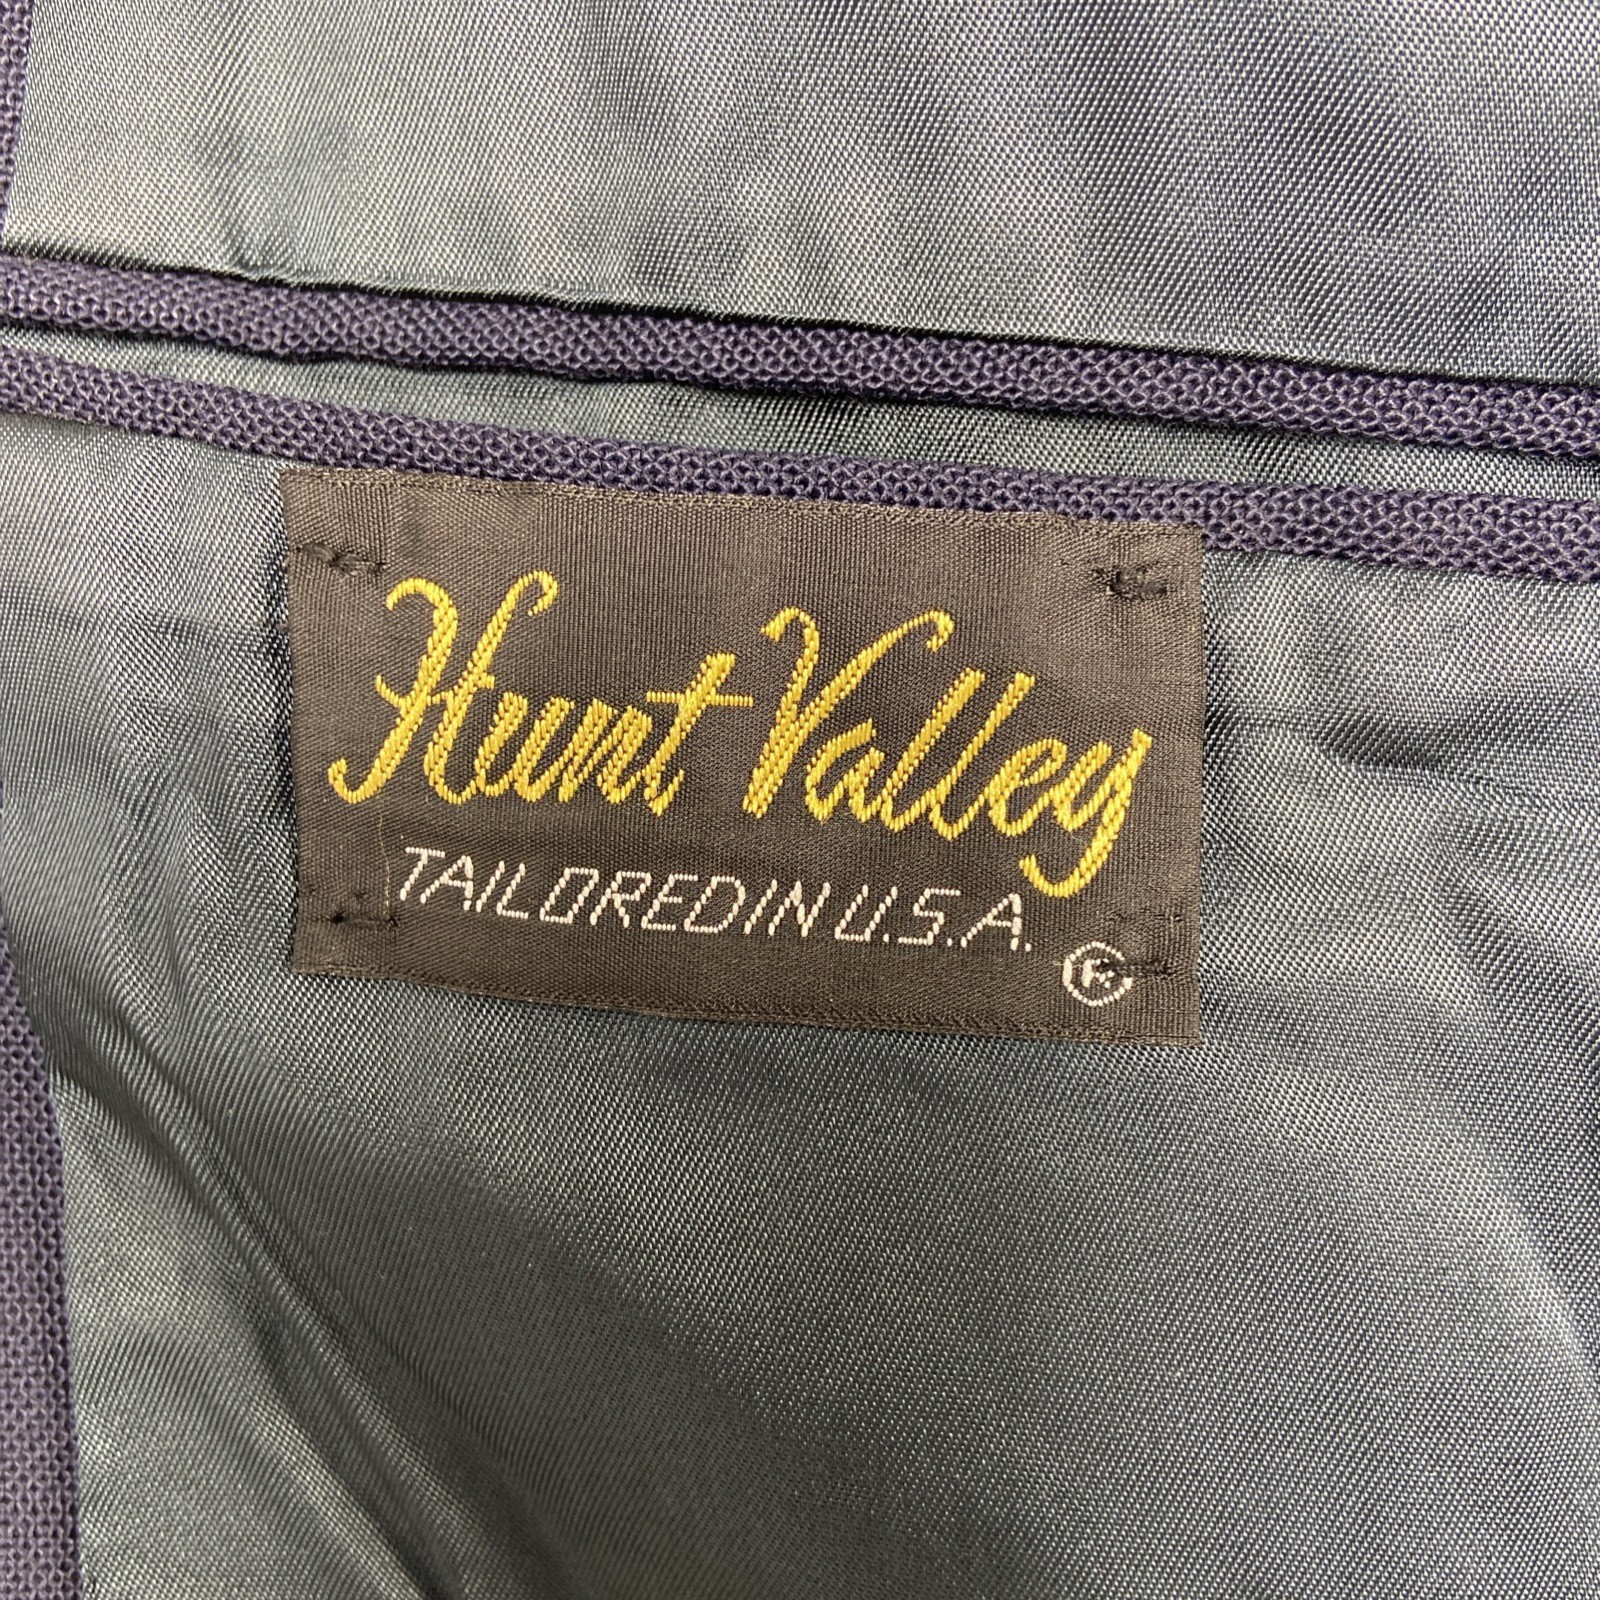 Hunt Valley
TAILORED IN U.S.A.
®